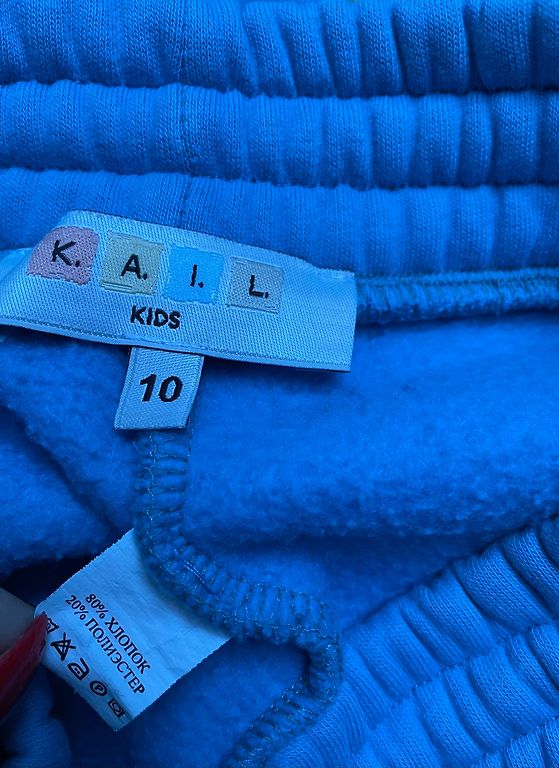 K. A. I. L.
KIDS
10
80% ХЛОПОК
20% ПОЛИЭСТЕР